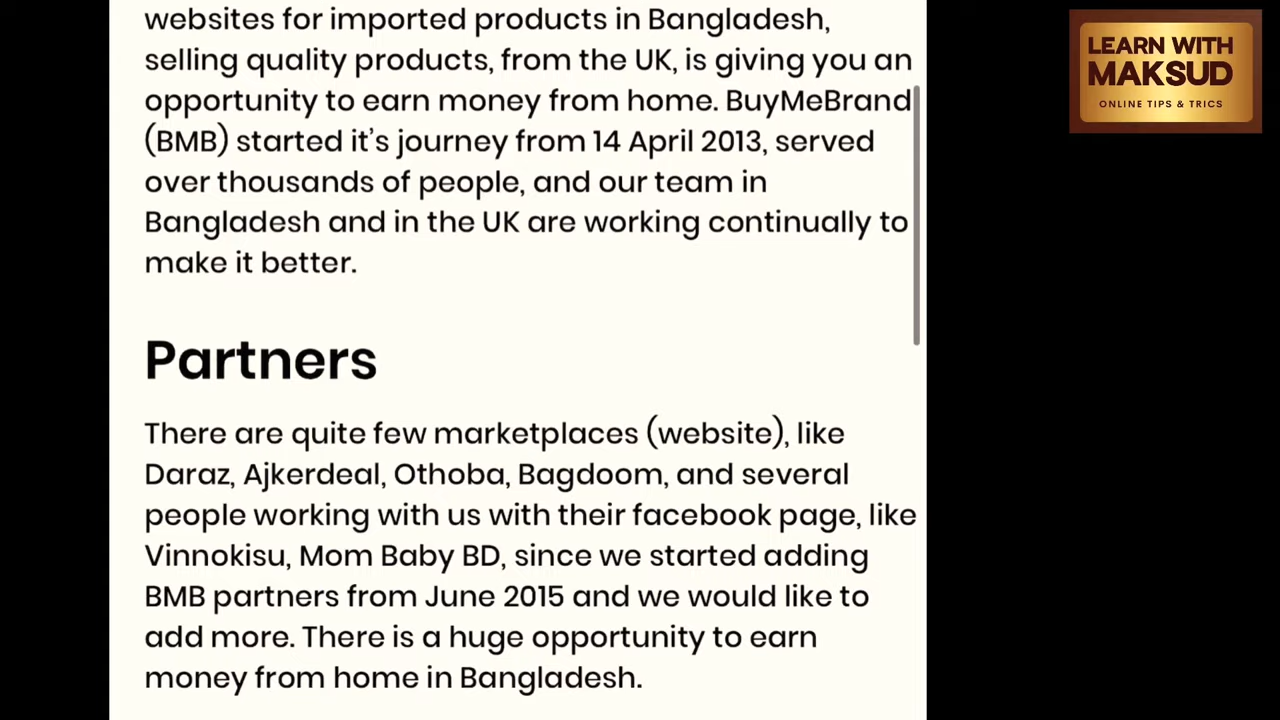 websites for imported products in Bangladesh,
selling quality products, from the UK, is giving you an
opportunity to earn money from home. BuyMeBrand
(BMB) started it's journey from 14 April 2013, served
over thousands of people, and our team in
Bangladesh and in the UK are working continually to
make it better.
Partners
There are quite few marketplaces (website), like
Daraz, Ajkerdeal, Othoba, Bagdoom, and several
people working with us with their facebook page, like
Vinnokisu, Mom Baby BD, since we started adding
BMB partners from June 2015 and we would like to
add more. There is a huge opportunity to earn
money from home in Bangladesh.
LEARN WITH
MAKSUD
ONLINE TIPS & TRICS